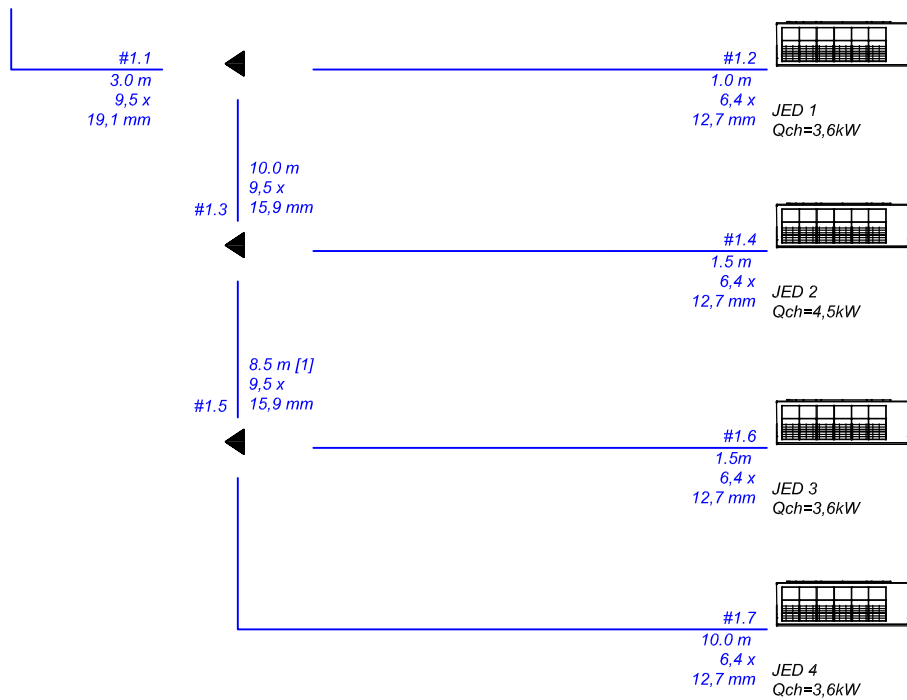 #1.1
3.0 m
9,5 x
19,1 mm
#1.2
1.0 m
6,4 x
12,7 mm
JED 1
Qch=3,6kW
10.0 m
9,5 x
#1.3
15,9 mm
#1.4
1.5 m
6,4 x
12,7 mm
JED 2
Qch=4,5kW
8.5 m [1]
9,5 x
#1.5
15,9 mm
#1.6
1.5m
6,4 x
12,7 mm
JED 3
Qch=3,6kW
#1.7
10.0 m
6,4 x
12,7 mm
JED 4
Qch=3,6kW